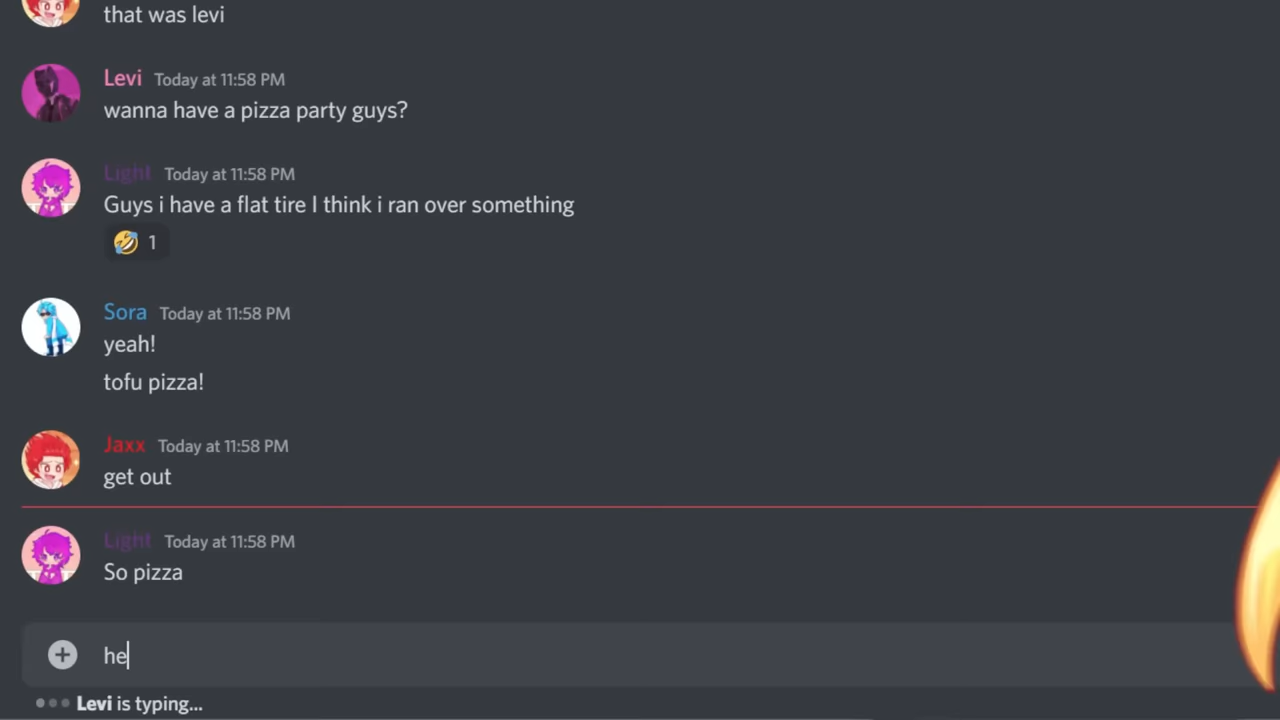 that was levi
Levi Today at 11:58 PM
wanna have a pizza party guys?
Light Today at 11:58 PM
Guys i have a flat tire I think i ran over something
🤣 1
Sora Today at 11:58 PM
yeah!
tofu pizza!
Jaxx Today at 11:58 PM
get out
Light Today at 11:58 PM
So pizza
he
Levi is typing...